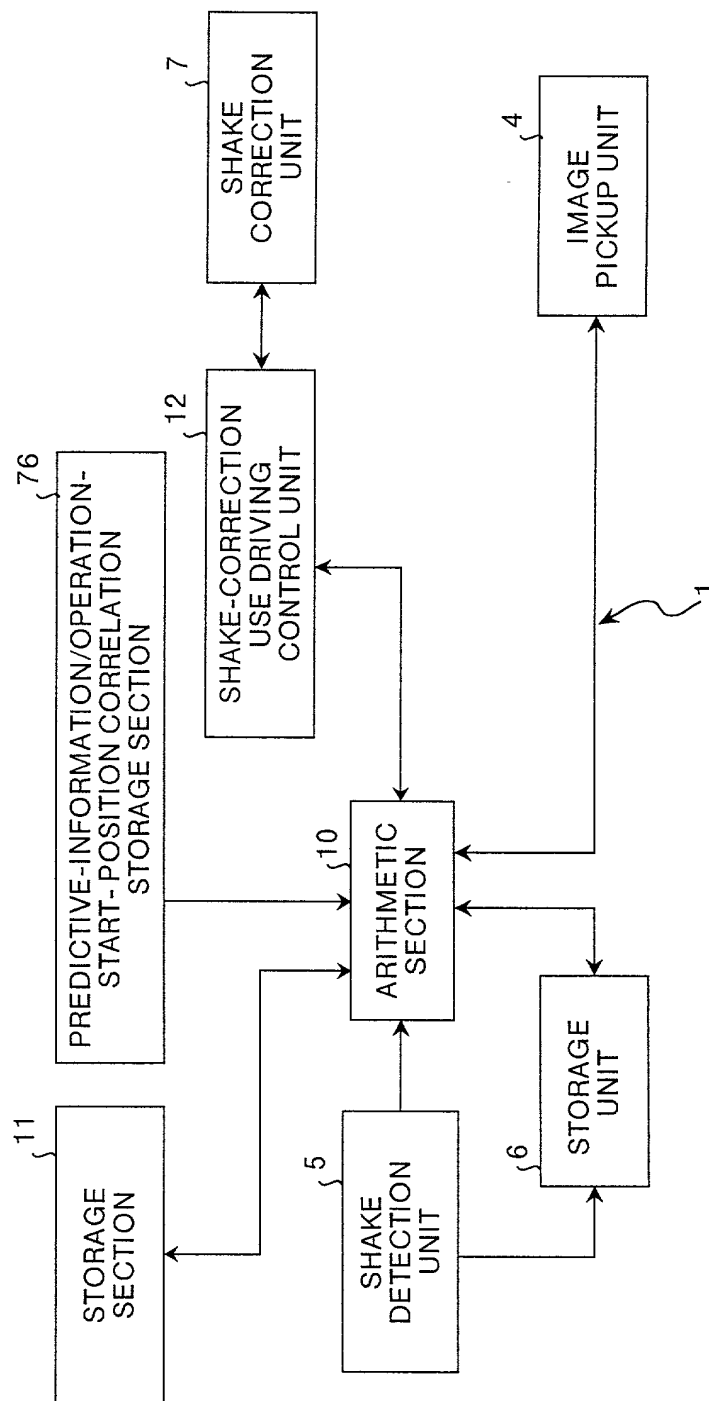 11
STORAGE
SECTION
76
PREDICTIVE-INFORMATION/OPERATION-
START-POSITION CORRELATION
STORAGE SECTION
12
SHAKE-CORRECTION
USE DRIVING
CONTROL UNIT
7
SHAKE
CORRECTION
UNIT
5
SHAKE
DETECTION
UNIT
10
ARITHMETIC
SECTION
6
STORAGE
UNIT
4
IMAGE
PICKUP UNIT
1